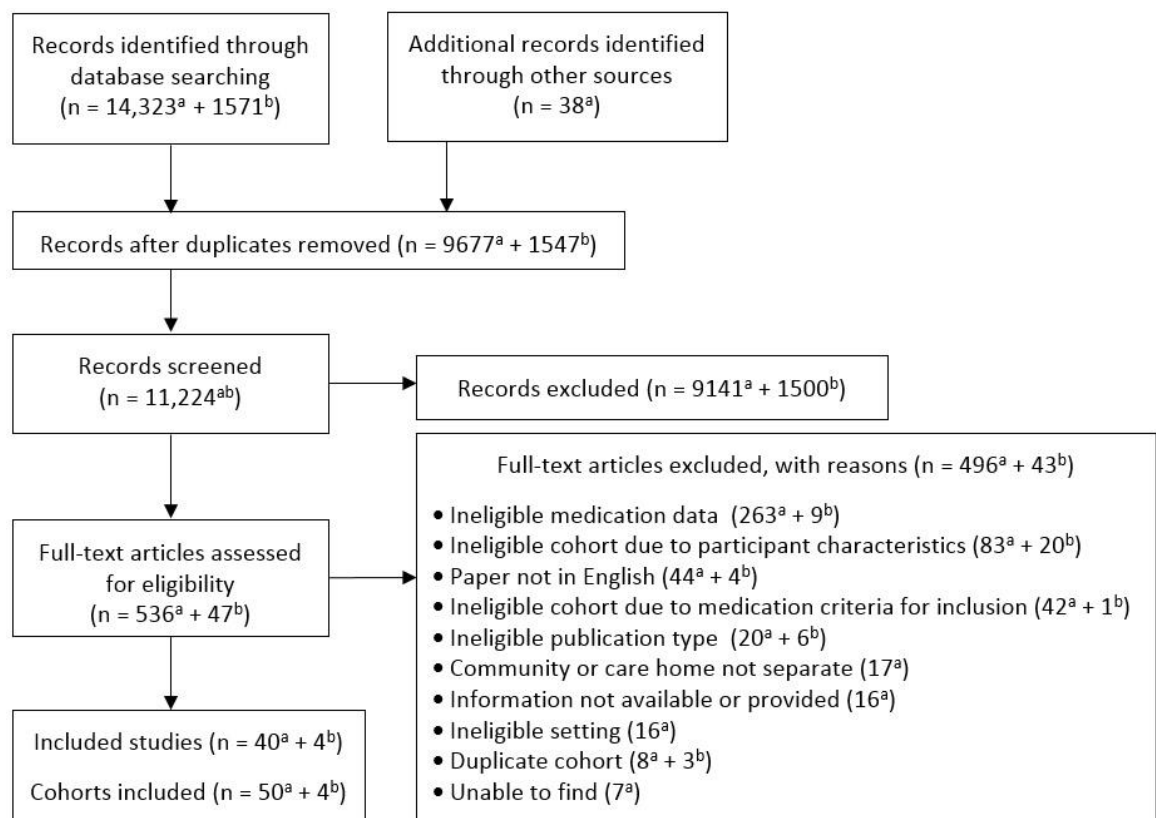 Records identified through
database searching
(n = 14,323ᵃ + 1571ᵇ)
Additional records identified
through other sources
(n = 38ᵃ)
Records after duplicates removed (n = 9677ᵃ + 1547ᵇ)
Records screened
(n = 11,224ᵃᵇ)
Records excluded (n = 9141ᵃ + 1500ᵇ)
Full-text articles assessed
for eligibility
(n = 536ᵃ + 47ᵇ)
Full-text articles excluded, with reasons (n = 496ᵃ + 43ᵇ)
• Ineligible medication data (263ᵃ + 9ᵇ)
• Ineligible cohort due to participant characteristics (83ᵃ + 20ᵇ)
• Paper not in English (44ᵃ + 4ᵇ)
• Ineligible cohort due to medication criteria for inclusion (42ᵃ + 1ᵇ)
• Ineligible publication type (20ᵃ + 6ᵇ)
• Community or care home not separate (17ᵃ)
• Information not available or provided (16ᵃ)
• Ineligible setting (16ᵃ)
• Duplicate cohort (8ᵃ + 3ᵇ)
• Unable to find (7ᵃ)
Included studies (n = 40ᵃ + 4ᵇ)
Cohorts included (n = 50ᵃ + 4ᵇ)